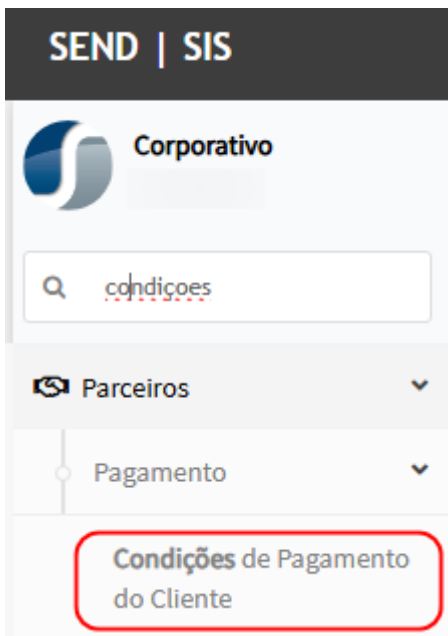 SEND | SIS
Corporativo
condiçoes
Parceiros
Pagamento
Condições de Pagamento
do Cliente